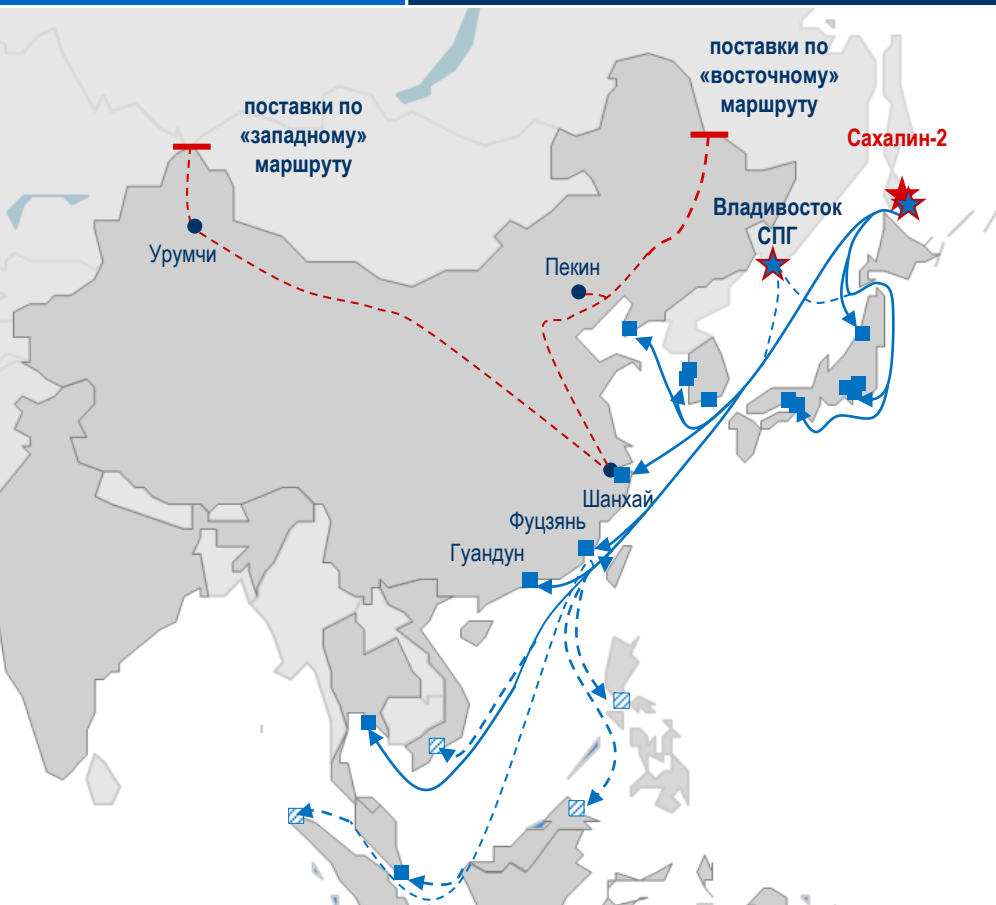 поставки по
«восточному»
маршруту
поставки по
«западному»
маршруту
Сахалин-2
Владивосток
СПГ
Урумчи
Пекин
Шанхай
Фуцзянь
Гуандун